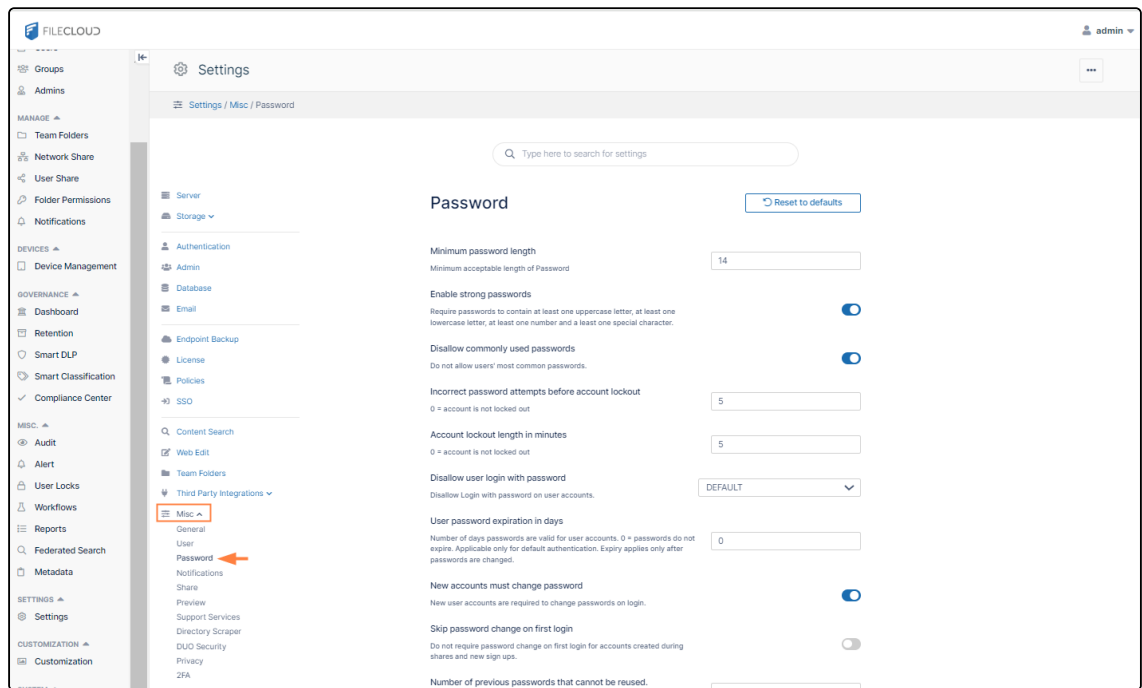 FILECLOUD
admin
Groups
Admins
MANAGE
Team Folders
Network Share
User Share
Folder Permissions
Notifications
DEVICES
Device Management
GOVERNANCE
Dashboard
Retention
Smart DLP
Smart Classification
Compliance Center
MISC.
Audit
Alert
User Locks
Workflows
Reports
Federated Search
Metadata
SETTINGS
Settings
CUSTOMIZATION
Customization
Settings
Settings / Misc / Password
Type here to search for settings
Server
Storage
Authentication
Admin
Database
Email
Endpoint Backup
License
Policies
SSO
Content Search
Web Edit
Team Folders
Third Party Integrations
Misc
General
User
Password
Notifications
Share
Preview
Support Services
Directory Scraper
DUO Security
Privacy
2FA
Password
Reset to defaults
Minimum password length
Minimum acceptable length of Password
14
Enable strong passwords
Require passwords to contain at least one uppercase letter, at least one
lowercase letter, at least one number and a least one special character.
Disallow commonly used passwords
Do not allow users' most common passwords.
Incorrect password attempts before account lockout
0 = account is not locked out
5
Account lockout length in minutes
0 = account is not locked out
5
Disallow user login with password
Disallow Login with password on user accounts.
DEFAULT
User password expiration in days
Number of days passwords are valid for user accounts. 0 = passwords do not
expire. Applicable only for default authentication. Expiry applies only after
passwords are changed.
0
New accounts must change password
New user accounts are required to change passwords on login.
Skip password change on first login
Do not require password change on first login for accounts created during
shares and new sign ups.
Number of previous passwords that cannot be reused.